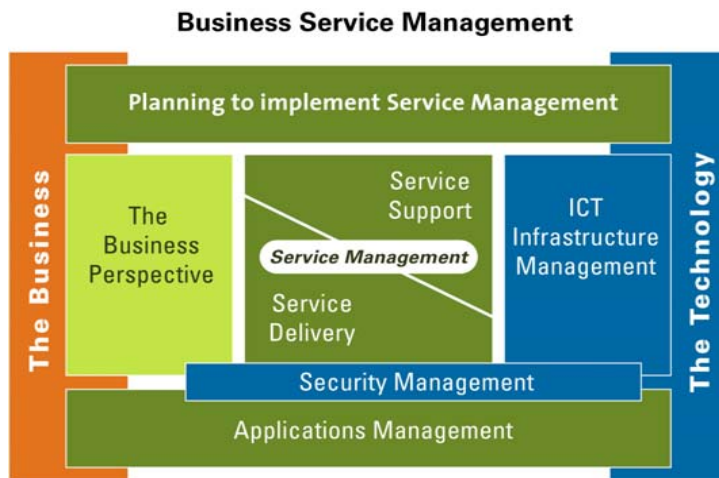 Business Service Management
Planning to implement Service Management
The Business
The
Business
Perspective
Service
Support
Service Management
Service
Delivery
ICT
Infrastructure
Management
The Technology
Security Management
Applications Management